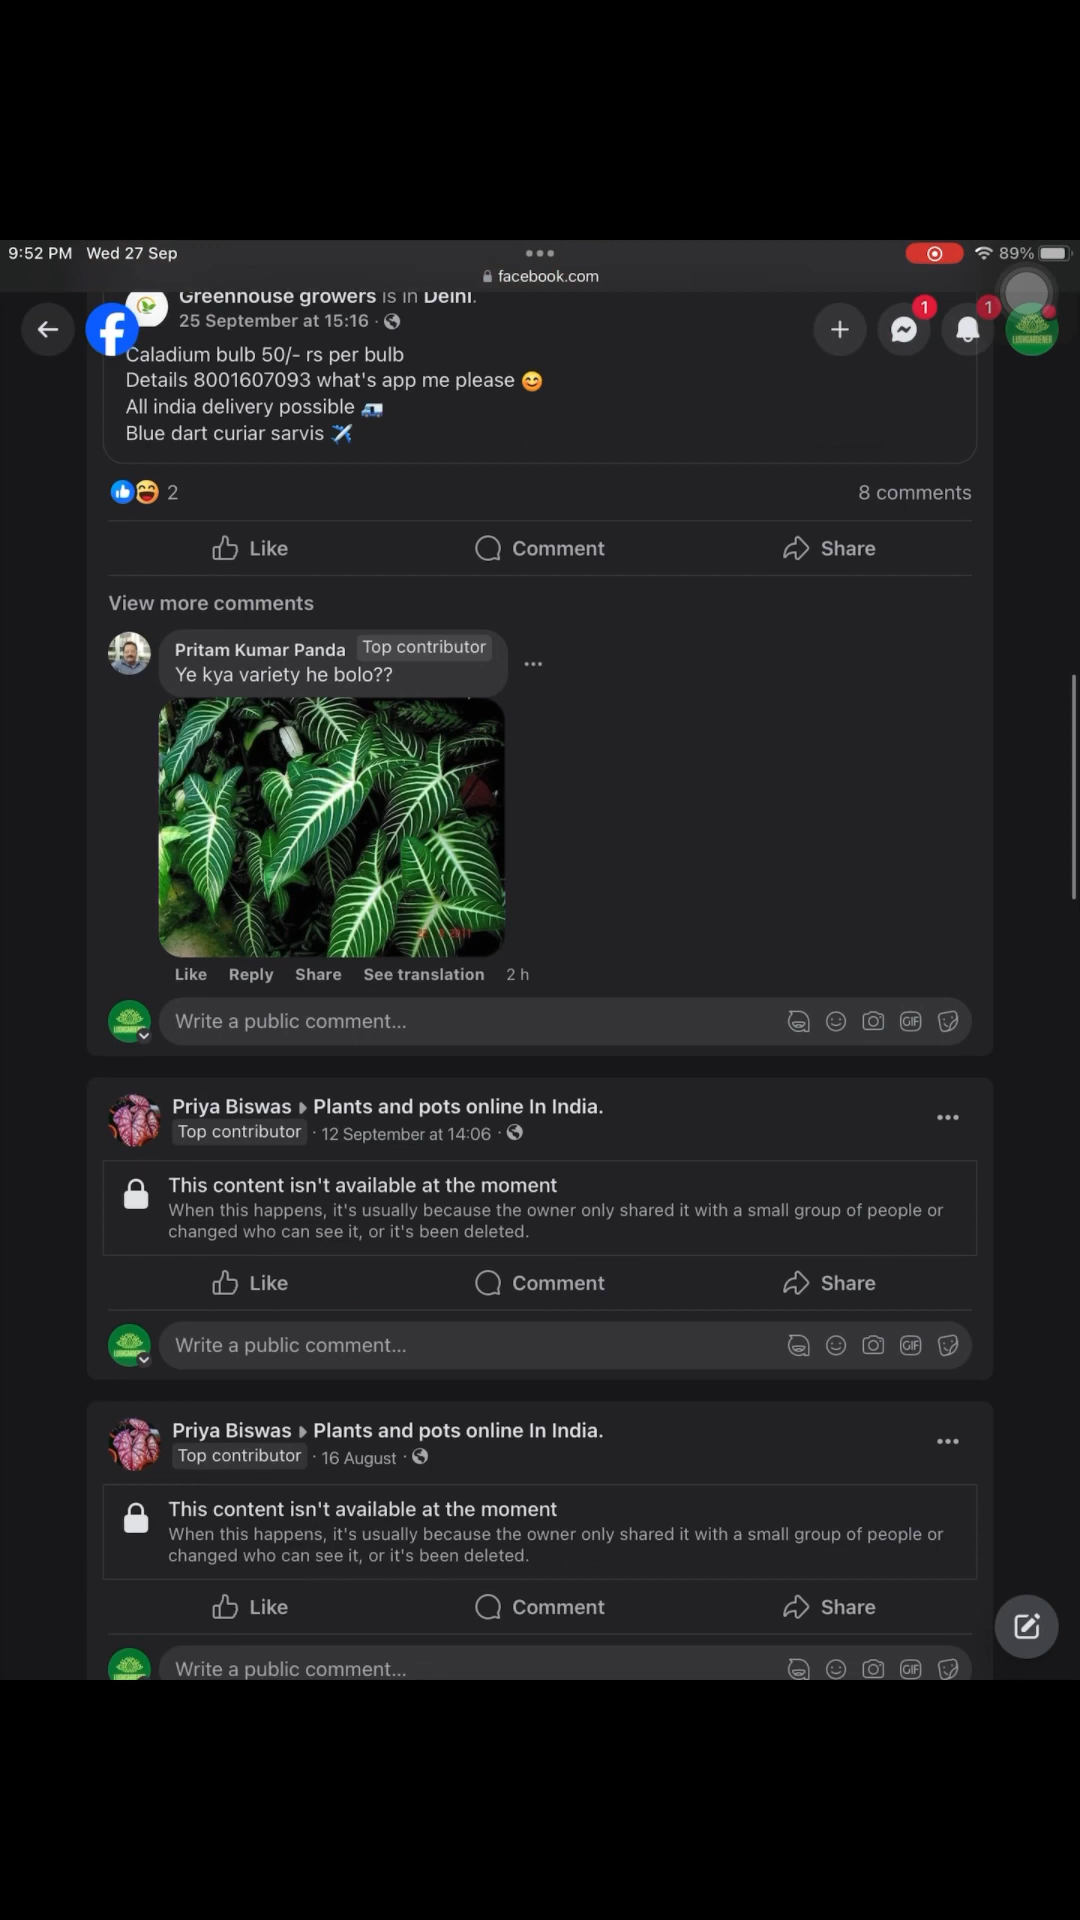 9:52 PM Wed 27 Sep
89%
facebook.com
Greenhouse growers is in Delhi.
25 September at 15:16 ·
1
1
LUSHGARDENER
Caladium bulb 50/- rs per bulb
Details 8001607093 what's app me please 😊
All india delivery possible 🚐
Blue dart curiar sarvis ✈️
2
8 comments
Like Comment Share
View more comments
Pritam Kumar Panda Top contributor
Ye kya variety he bolo??
Like Reply Share See translation 2 h
Write a public comment...
GIF
Priya Biswas ▸ Plants and pots online In India.
Top contributor · 12 September at 14:06 ·
This content isn't available at the moment
When this happens, it's usually because the owner only shared it with a small group of people or
changed who can see it, or it's been deleted.
Like Comment Share
Write a public comment...
GIF
Priya Biswas ▸ Plants and pots online In India.
Top contributor · 16 August ·
This content isn't available at the moment
When this happens, it's usually because the owner only shared it with a small group of people or
changed who can see it, or it's been deleted.
Like Comment Share
Write a public comment...
GIF